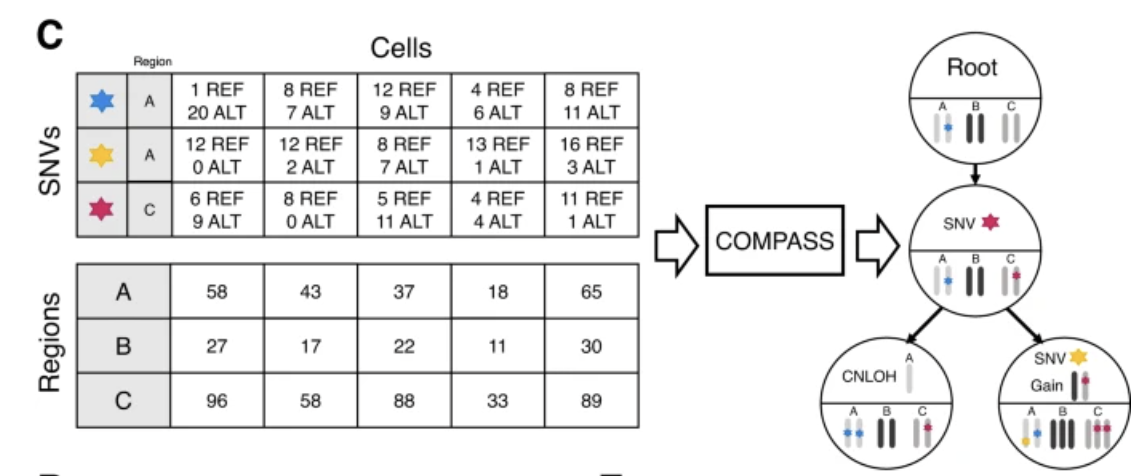 C
Cells
Region
SNVs
A
1 REF
20 ALT
8 REF
7 ALT
12 REF
9 ALT
4 REF
6 ALT
8 REF
11 ALT
A
12 REF
0 ALT
12 REF
2 ALT
8 REF
7 ALT
13 REF
1 ALT
16 REF
3 ALT
C
6 REF
9 ALT
8 REF
0 ALT
5 REF
11 ALT
4 REF
4 ALT
11 REF
1 ALT
Regions
A 58 43 37 18 65
B 27 17 22 11 30
C 96 58 88 33 89
COMPASS
Root
A B C
SNV
A B C
CNLOH A
A B C
SNV
Gain
A B C